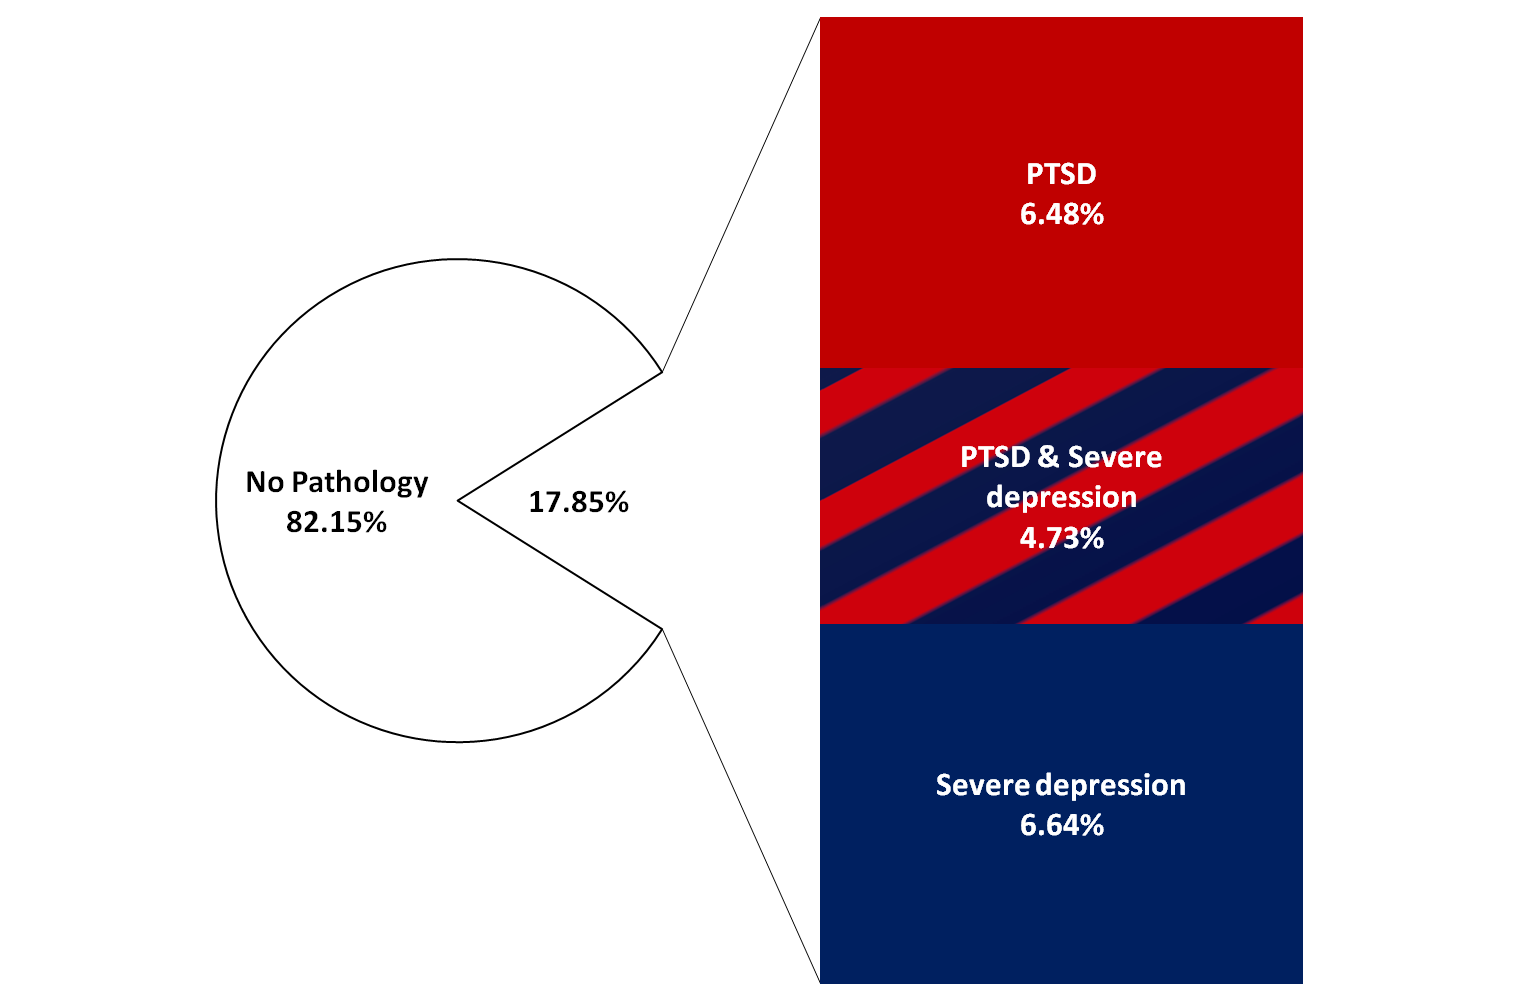 No Pathology
82.15%
17.85%
PTSD
6.48%
PTSD & Severe
depression
4.73%
Severe depression
6.64%